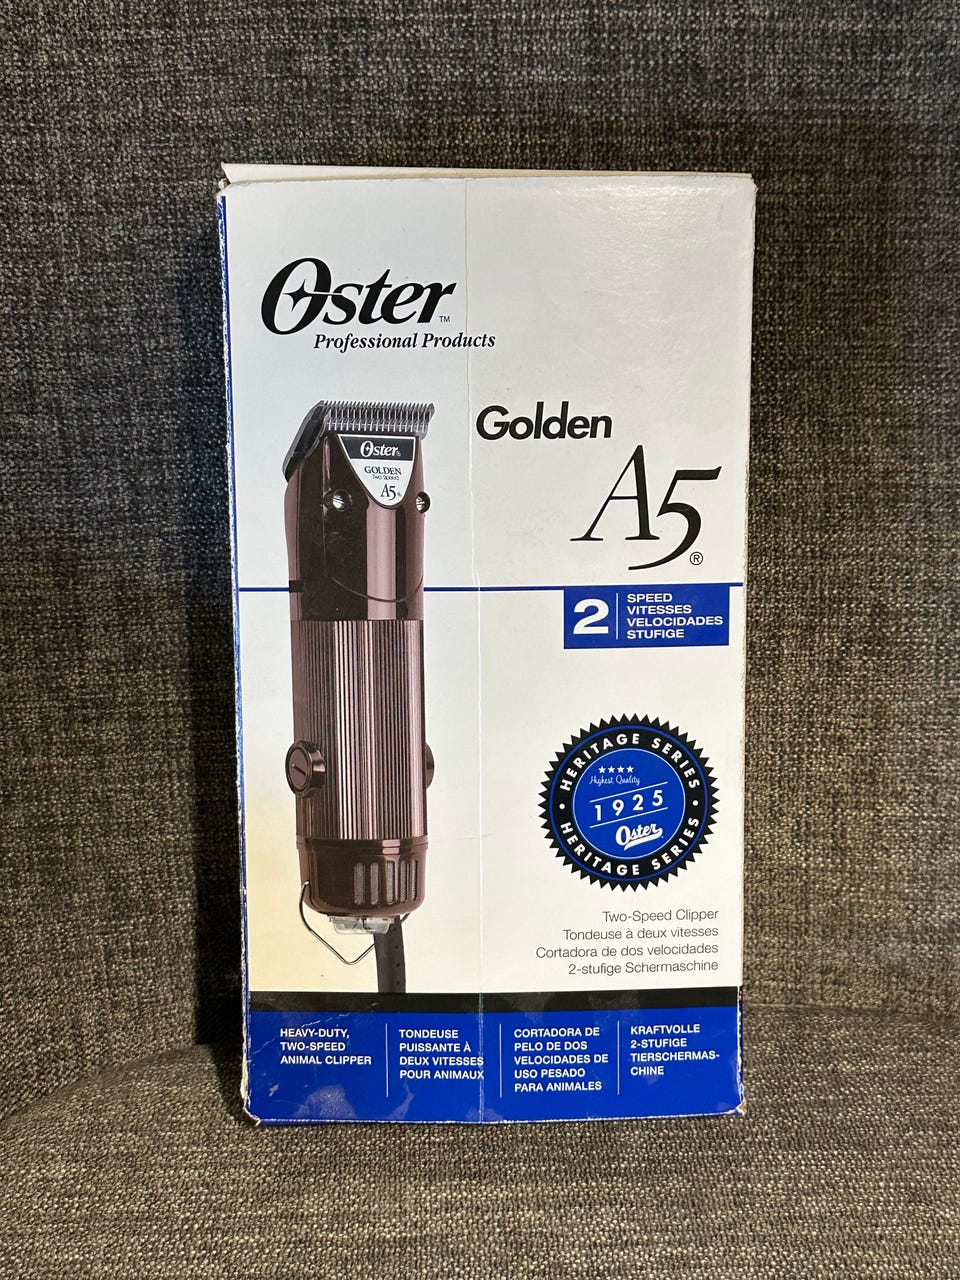 Oster™
Professional Products
Golden
A5®
Oster®
GOLDEN
Two Speed
A5®
2
SPEED
VITESSES
VELOCIDADES
STUFIGE
HERITAGE SERIES
★★★★
Highest Quality
1925
Oster
HERITAGE SERIES
Two-Speed Clipper
Tondeuse à deux vitesses
Cortadora de dos velocidades
2-stufige Schermaschine
HEAVY-DUTY,
TWO-SPEED
ANIMAL CLIPPER
TONDEUSE
PUISSANTE À
DEUX VITESSES
POUR ANIMAUX
CORTADORA DE
PELO DE DOS
VELOCIDADES DE
USO PESADO
PARA ANIMALES
KRAFTVOLLE
2-STUFIGE
TIERSCHERMAS-
CHINE